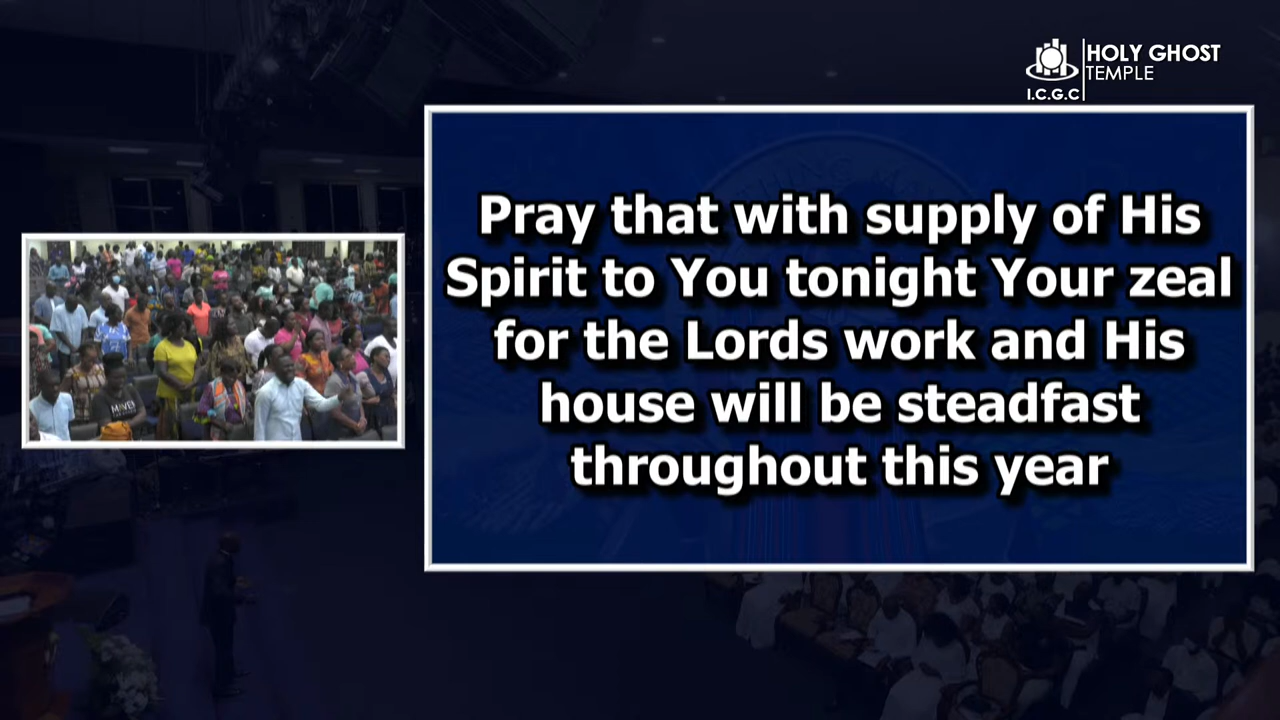 HOLY GHOST
TEMPLE
I.C.G.C
Pray that with supply of His
Spirit to You tonight Your zeal
for the Lords work and His
house will be steadfast
throughout this year